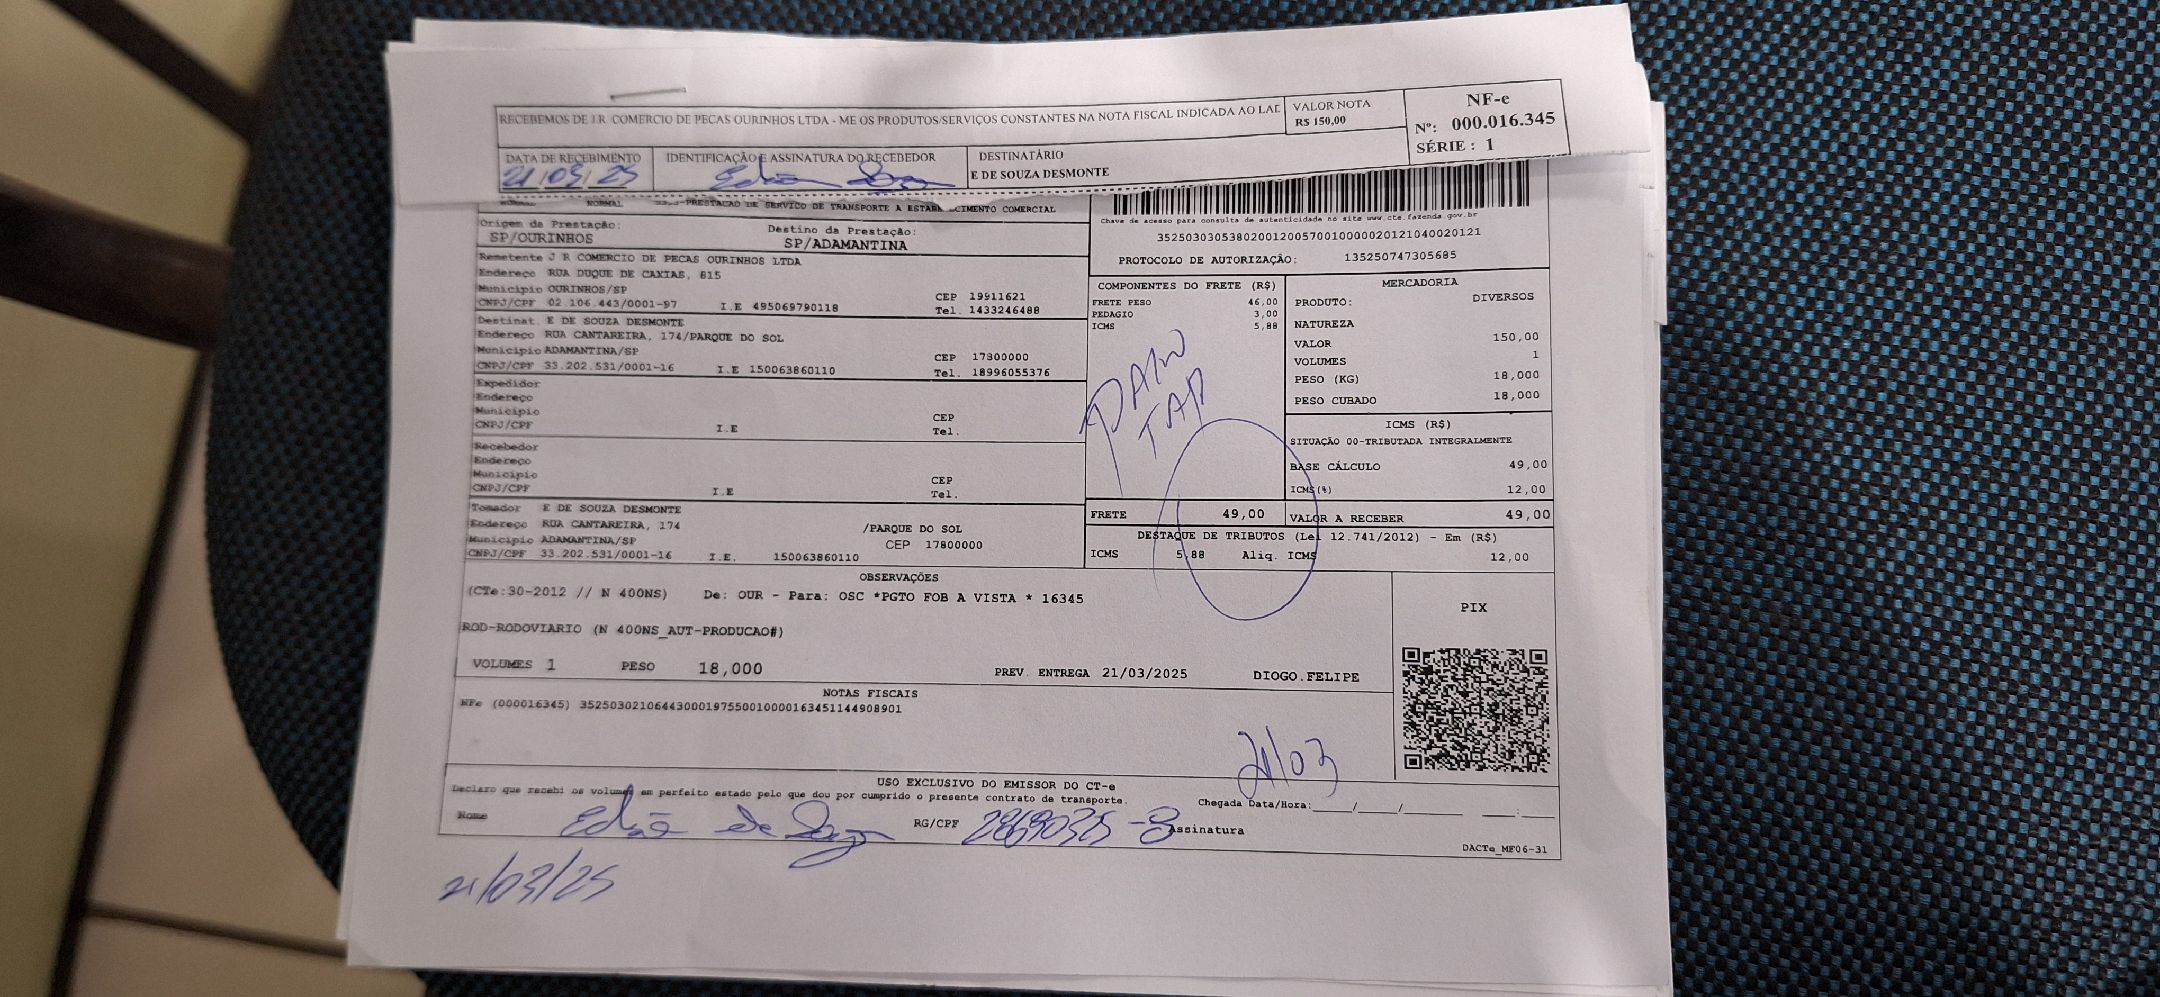 RECEBEMOS DE J.R. COMERCIO DE PECAS OURINHOS LTDA - ME OS PRODUTOS/SERVIÇOS CONSTANTES NA NOTA FISCAL INDICADA AO LAD
VALOR NOTA
R$ 150,00
NF-e
Nº: 000.016.345
SÉRIE : 1
DATA DE RECEBIMENTO
21/03/25
IDENTIFICAÇÃO E ASSINATURA DO RECEBEDOR
DESTINATÁRIO
E DE SOUZA DESMONTE
NORMAL NORMAL -PRESTACAO DE SERVICO DE TRANSPORTE A ESTABELECIMENTO COMERCIAL
Chave de acesso para consulta de autenticidade no site www.cte.fazenda.gov.br
35250303053802001200570010000020121040020121
PROTOCOLO DE AUTORIZAÇÃO: 135250747305685
Origem da Prestação:
SP/OURINHOS
Destino da Prestação:
SP/ADAMANTINA
Remetente J R COMERCIO DE PECAS OURINHOS LTDA
Endereço RUA DUQUE DE CAXIAS, 815
Município OURINHOS/SP CEP 19911621
CNPJ/CPF 02.106.443/0001-97 I.E 495069790118 Tel. 1433246488
Destinat. E DE SOUZA DESMONTE
Endereço RUA CANTAREIRA, 174/PARQUE DO SOL
Município ADAMANTINA/SP CEP 17800000
CNPJ/CPF 33.202.531/0001-16 I.E 150063860110 Tel. 18996055376
Expedidor
Endereço
Município CEP
CNPJ/CPF I.E Tel.
Recebedor
Endereço
Município CEP
CNPJ/CPF I.E Tel.
Tomador E DE SOUZA DESMONTE
Endereço RUA CANTAREIRA, 174 /PARQUE DO SOL
Município ADAMANTINA/SP CEP 17800000
CNPJ/CPF 33.202.531/0001-16 I.E. 150063860110
COMPONENTES DO FRETE (R$)
FRETE PESO 46,00
PEDAGIO 3,00
ICMS 5,88
MERCADORIA
PRODUTO: DIVERSOS
NATUREZA
VALOR 150,00
VOLUMES 1
PESO (KG) 18,000
PESO CUBADO 18,000
ICMS (R$)
SITUAÇÃO 00-TRIBUTADA INTEGRALMENTE
BASE CÁLCULO 49,00
ICMS(%) 12,00
FRETE 49,00
VALOR A RECEBER 49,00
DESTAQUE DE TRIBUTOS (Lei 12.741/2012) - Em (R$)
ICMS 5,88 Aliq. ICMS 12,00
OBSERVAÇÕES
(CTe:30-2012 // N 400NS) De: OUR - Para: OSC *PGTO FOB A VISTA * 16345
ROD-RODOVIARIO (N 400NS_AUT-PRODUCAO#)
VOLUMES 1 PESO 18,000 PREV. ENTREGA 21/03/2025 DIOGO.FELIPE
PIX
NOTAS FISCAIS
NFe (000016345) 35250302106443000197550010000163451144908901
21/03
USO EXCLUSIVO DO EMISSOR DO CT-e
Declaro que recebi os volumes em perfeito estado pelo que dou por cumprido o presente contrato de transporte.
Chegada Data/Hora:____/____/______ ____:____
Nome RG/CPF 28690325-8 Assinatura
DACTe_MF06-31
21/03/25